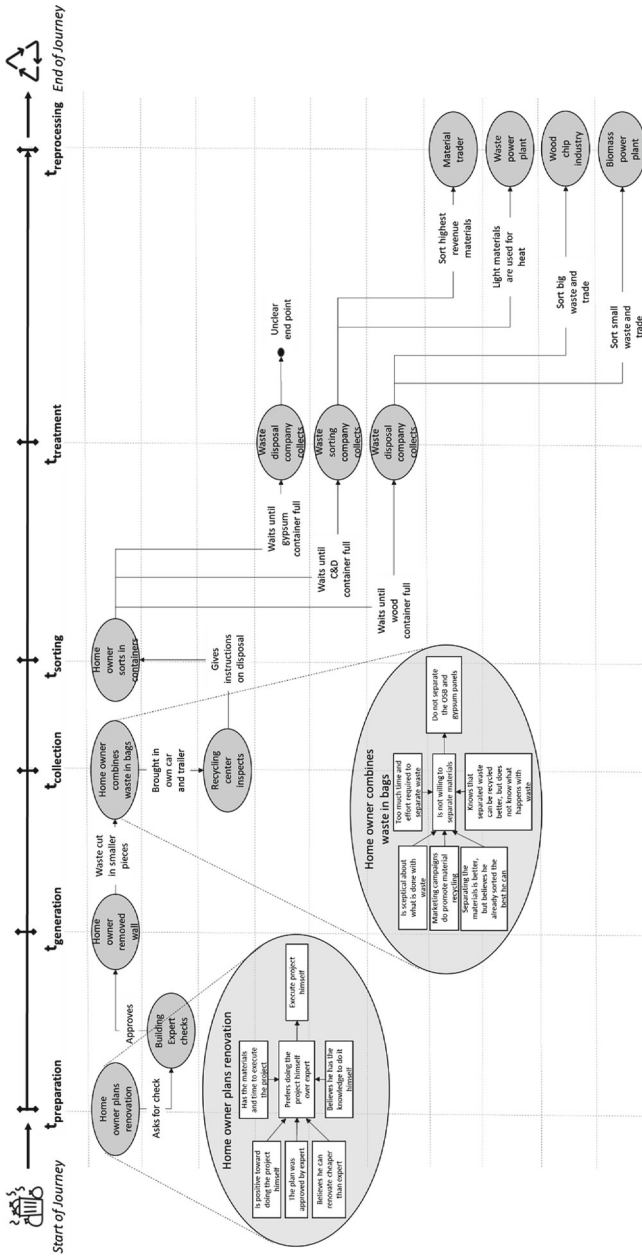 Start of Journey
t preparation
t generation
t collection
t sorting
t treatment
t reprocessing
End of Journey
Home
owner plans
renovation
Asks for check
Building
Expert
checks
Approves
Home
owner
removed
wall
Waste cut
in smaller
pieces
Home owner
combines
waste in bags
Brought in
own car
and trailer
Recycling
center
inspects
Gives
instructions
on disposal
Home
owner
sorts in
containers
Waits until
gypsum
container full
Waits until
C&D
container full
Waits until
wood
container full
Waste
disposal
company
collects
Unclear
end point
Waste
sorting
company
collects
Waste
disposal
company
collects
Sort highest
revenue
materials
Light materials
are used for
heat
Sort big
waste and
trade
Sort small
waste and
trade
Material
trader
Waste
power
plant
Wood
chip
industry
Biomass
power
plant
Home owner plans renovation
Is positive toward
doing the project
himself
The plan was
approved by expert
Believes he can
renovate cheaper
than expert
Has the materials
and time to execute
the project
Prefers doing the
project himself
over expert
Believes he has the
knowledge to do it
himself
Execute project
himself
Home owner combines
waste in bags
Is sceptical about
what is done with
waste
Marketing campaigns
do promote material
recycling
Separating the
materials is better,
but believes he
already sorted the
best he can
Too much time and
effort required to
separate waste
Is not willing to
separate materials
Knows that
separated waste
can be recycled
better, but does
not know what
happens with
waste
Do not separate
the OSB and
gypsum panels